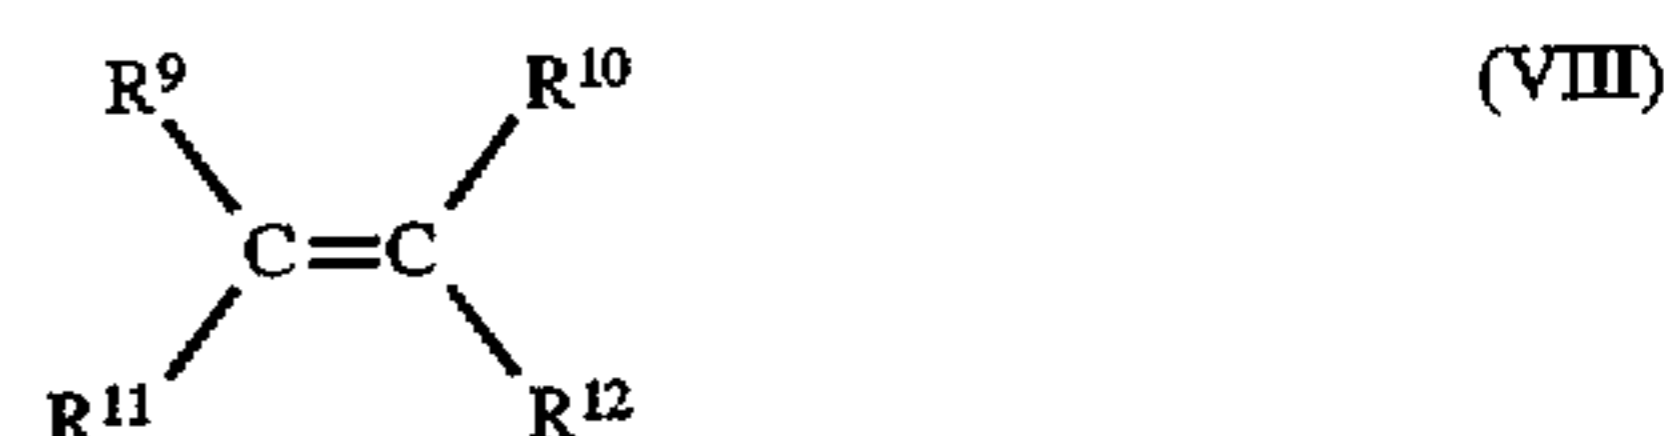 R⁹ R¹⁰ (VIII)
C=C
R¹¹ R¹²